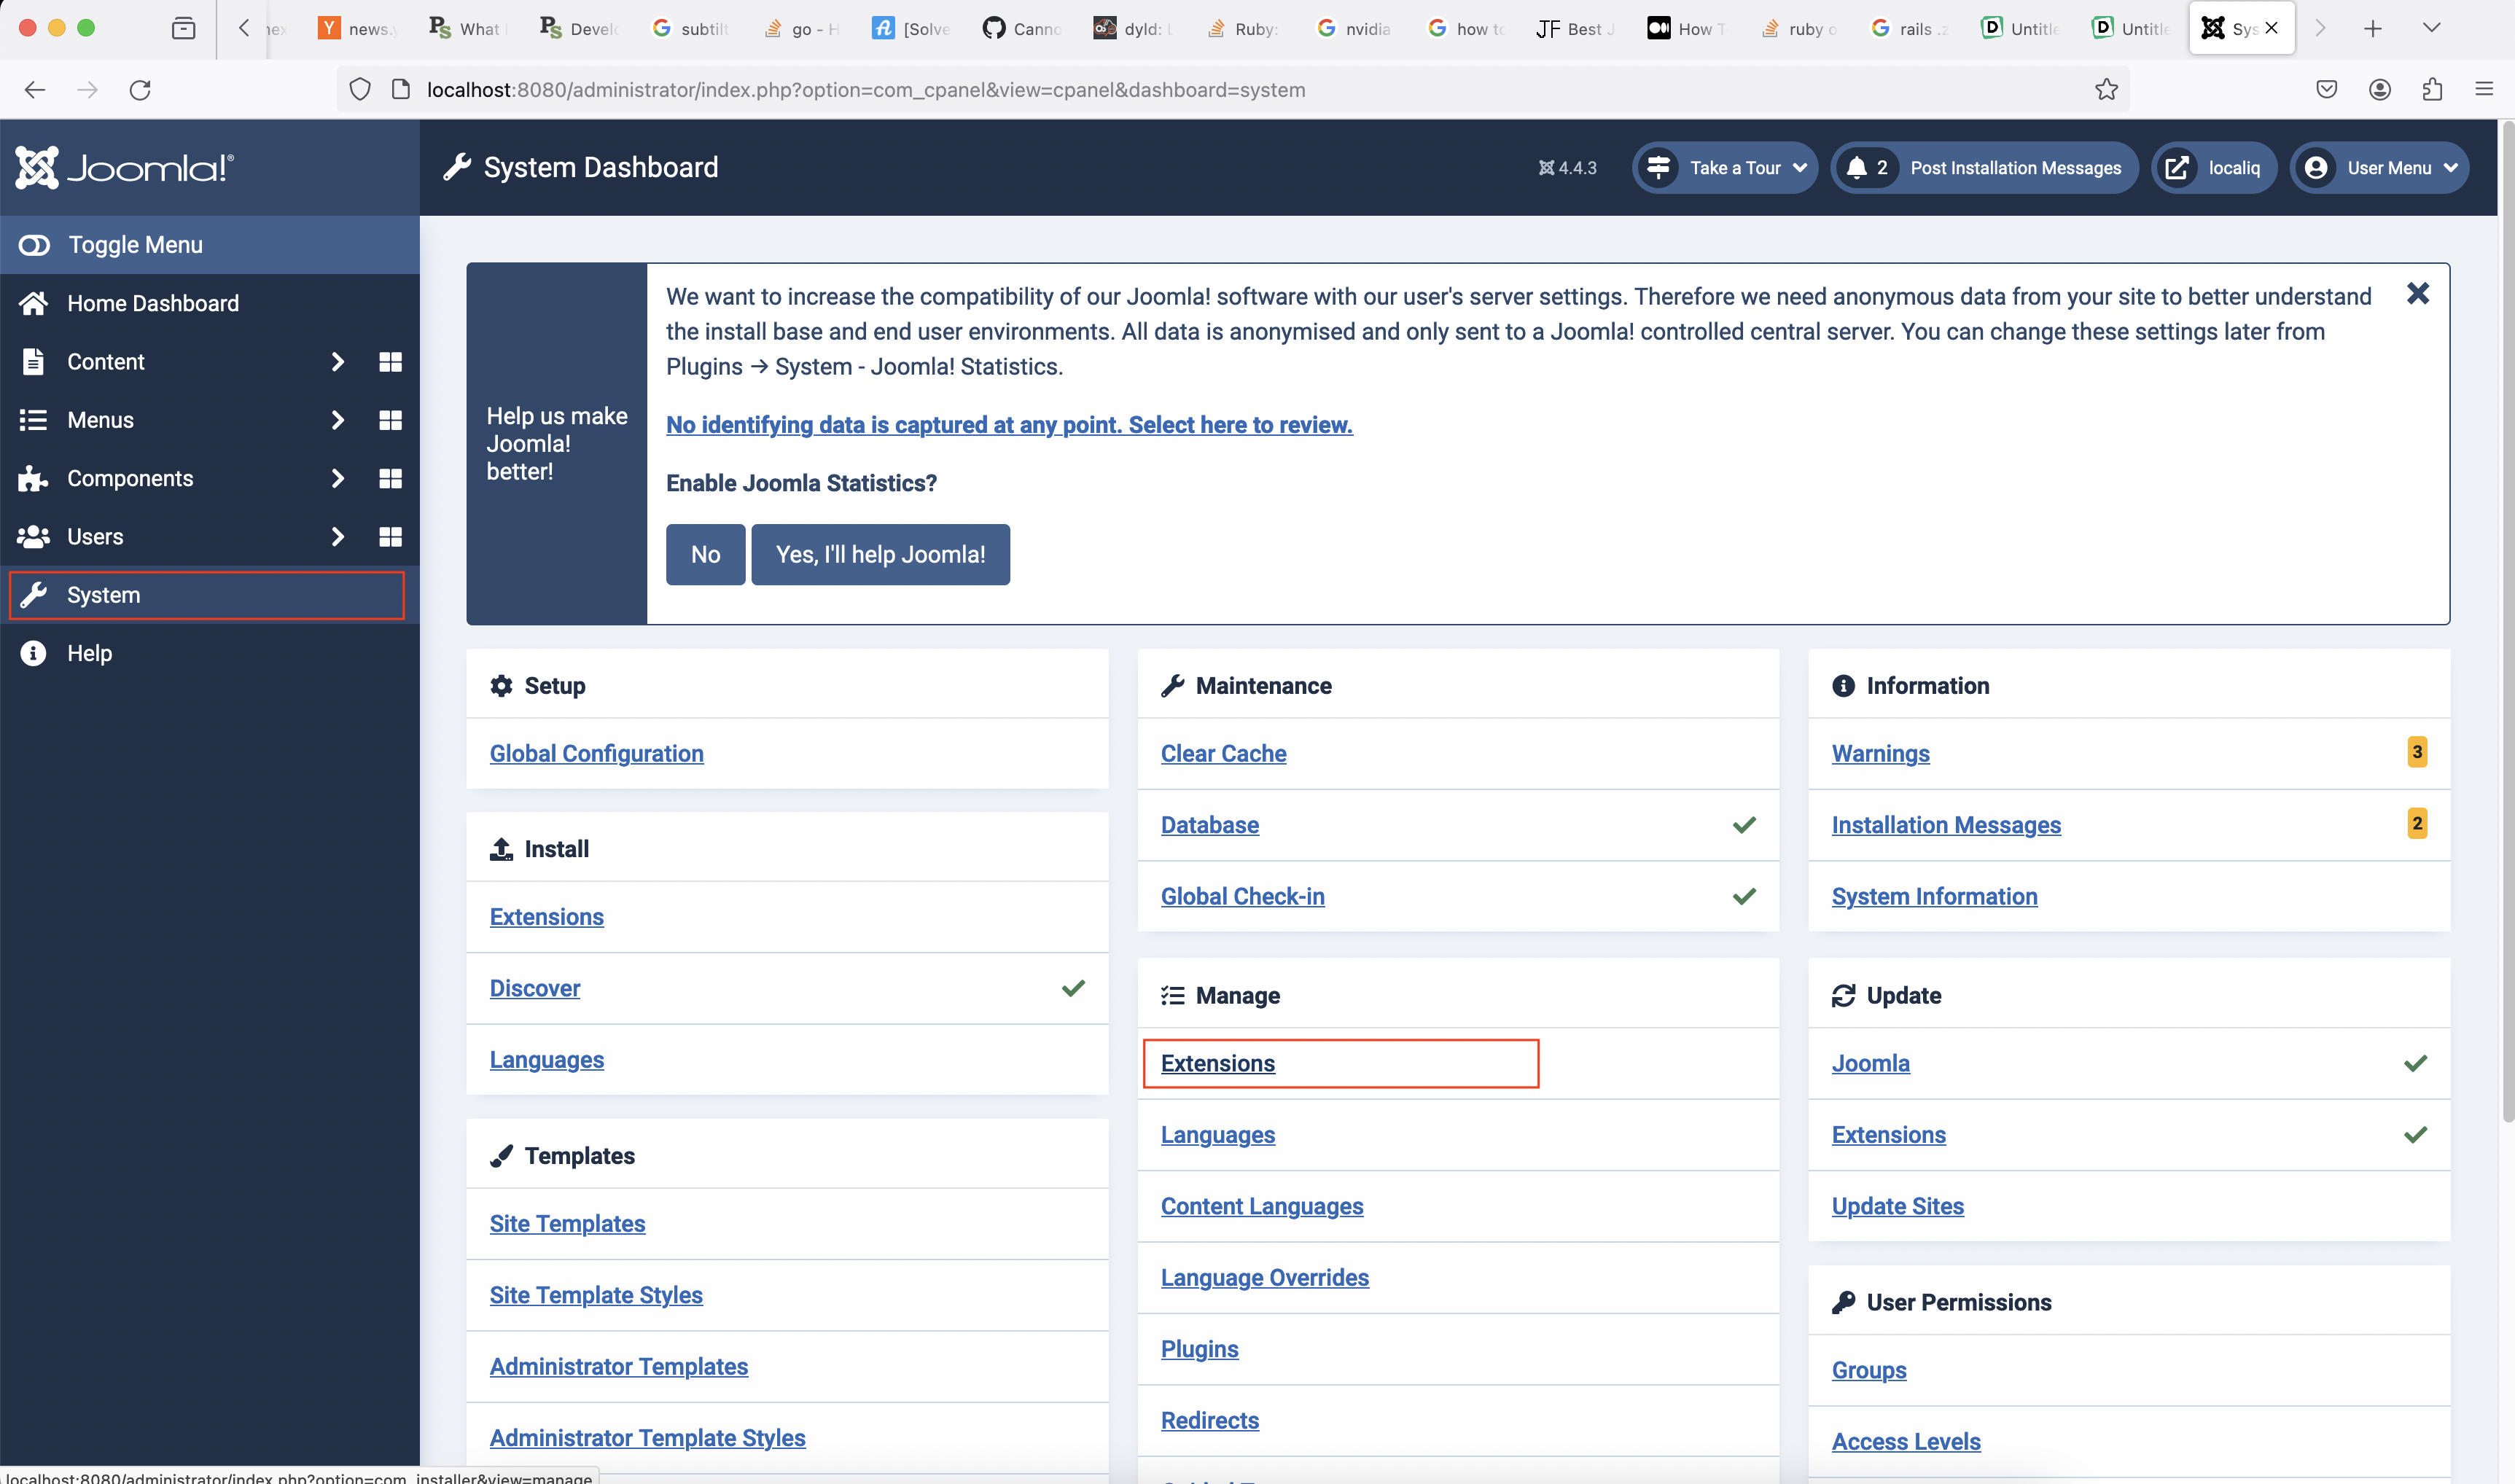 nex
news.y
What
Develo
subtilt
go - H
[Solve
Canno
dyld: L
Ruby:
nvidia
how to
Best J
How T
ruby o
rails .z
Untitle
Untitle
Sys
localhost:8080/administrator/index.php?option=com_cpanel&view=cpanel&dashboard=system
Joomla!®
System Dashboard
4.4.3
Take a Tour
2 Post Installation Messages
localiq
User Menu
Toggle Menu
Home Dashboard
Content
Menus
Components
Users
System
Help
Help us make
Joomla!
better!
We want to increase the compatibility of our Joomla! software with our user's server settings. Therefore we need anonymous data from your site to better understand
the install base and end user environments. All data is anonymised and only sent to a Joomla! controlled central server. You can change these settings later from
Plugins → System - Joomla! Statistics.
No identifying data is captured at any point. Select here to review.
Enable Joomla Statistics?
No
Yes, I'll help Joomla!
Setup
Global Configuration
Install
Extensions
Discover
Languages
Templates
Site Templates
Site Template Styles
Administrator Templates
Administrator Template Styles
Maintenance
Clear Cache
Database
Global Check-in
Manage
Extensions
Languages
Content Languages
Language Overrides
Plugins
Redirects
Information
Warnings 3
Installation Messages 2
System Information
Update
Joomla
Extensions
Update Sites
User Permissions
Groups
Access Levels
localhost:8080/administrator/index.php?option=com_installer&view=manage